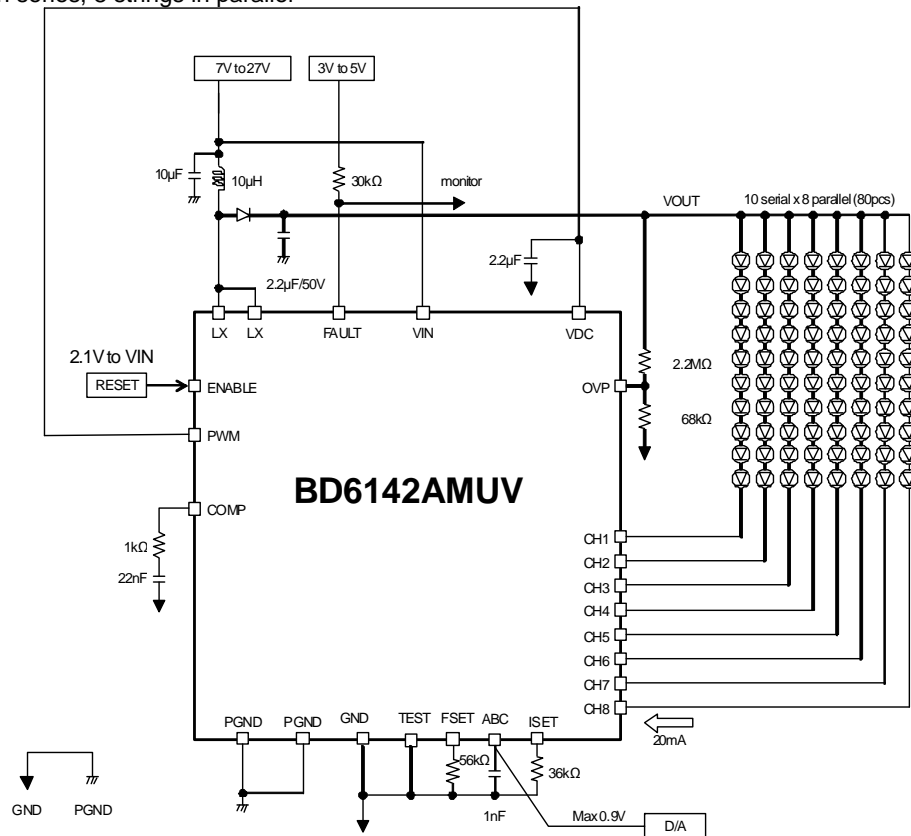 7V to 27V
3V to 5V
10µF
10µH
30kΩ
monitor
VOUT
10 serial x 8 parallel (80pcs)
2.2µF/50V
2.2µF
LX
LX
FAULT
VIN
VDC
2.1V to VIN
RESET
ENABLE
OVP
2.2MΩ
68kΩ
PWM
BD6142AMUV
COMP
1kΩ
22nF
CH1
CH2
CH3
CH4
CH5
CH6
CH7
CH8
20mA
PGND
PGND
GND
TEST
FSET
ABC
ISET
56kΩ
36kΩ
1nF
Max 0.9V
D/A
GND
PGND